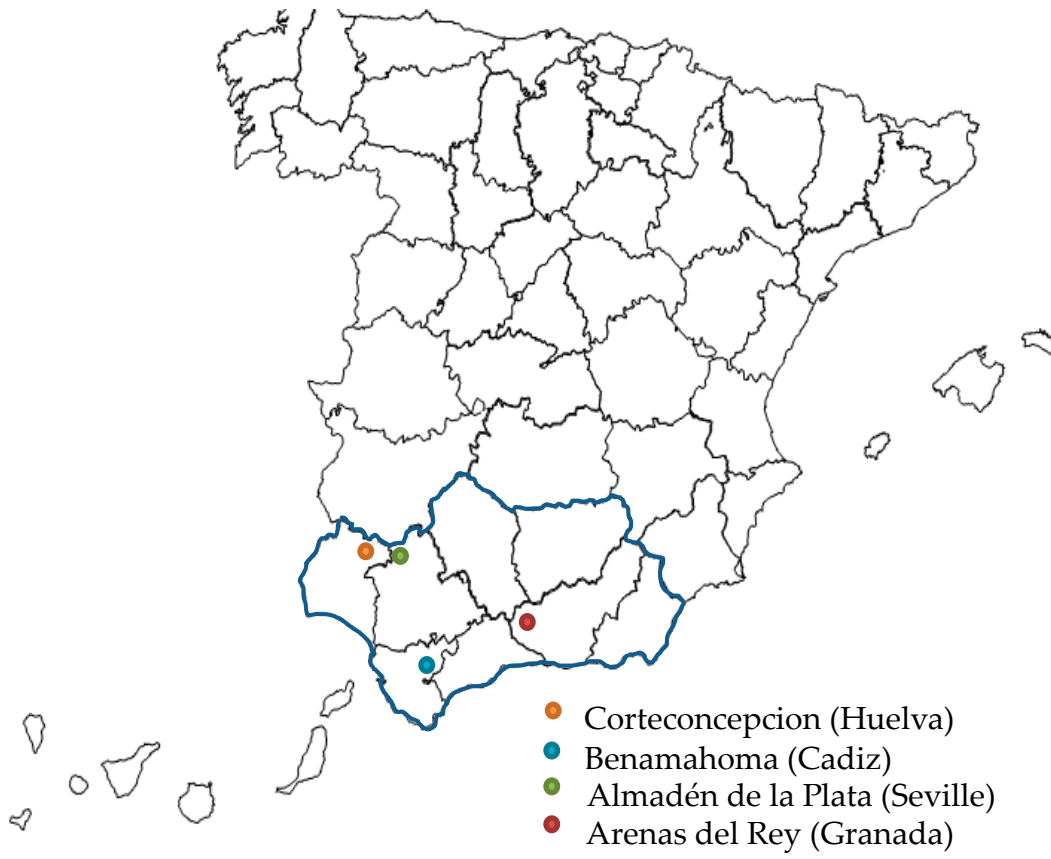 Corteconcepcion (Huelva)
Benamahoma (Cadiz)
Almadén de la Plata (Seville)
Arenas del Rey (Granada)